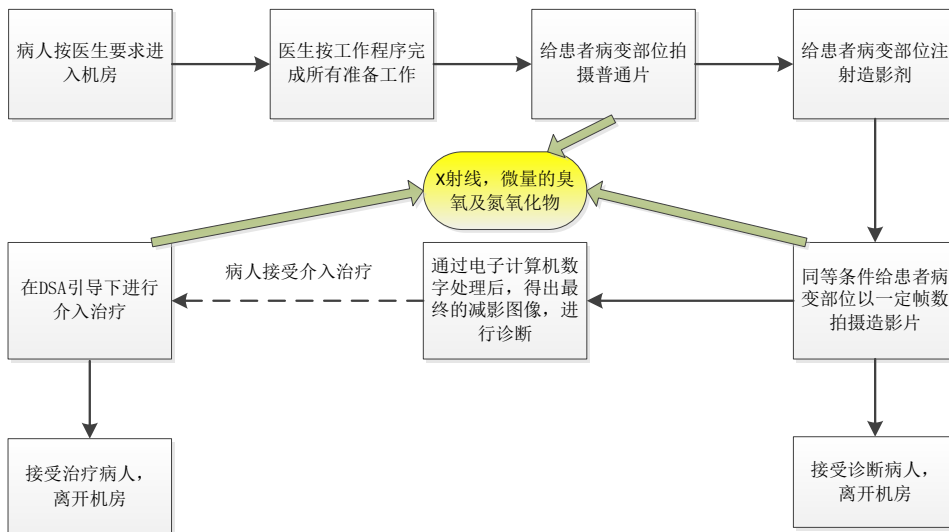 病人按医生要求进
入机房
医生按工作程序完
成所有准备工作
给患者病变部位拍
摄普通片
给患者病变部位注
射造影剂
X射线，微量的臭
氧及氮氧化物
在DSA引导下进行
介入治疗
病人接受介入治疗
通过电子计算机数
字处理后，得出最
终的减影图像，进
行诊断
同等条件给患者病
变部位以一定帧数
拍摄造影片
接受治疗病人，
离开机房
接受诊断病人，
离开机房